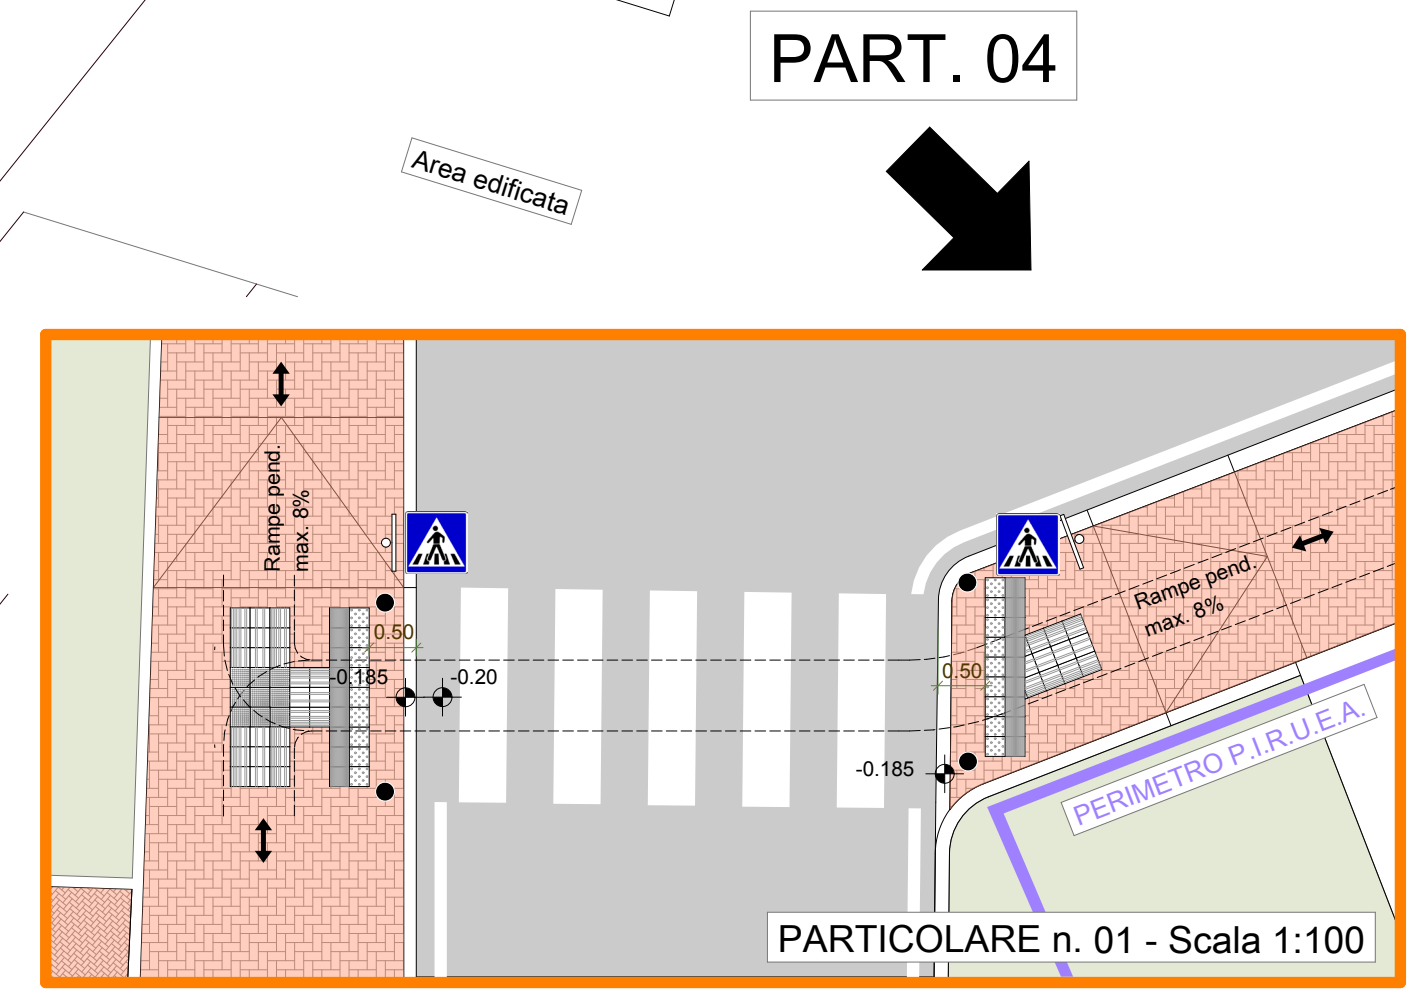 PART. 04
Area edificata
Rampe pend.
max. 8%
0.50
-0.185
-0.20
Rampe pend.
max. 8%
0.50
-0.185
PERIMETRO P.I.R.U.E.A.
PARTICOLARE n. 01 - Scala 1:100